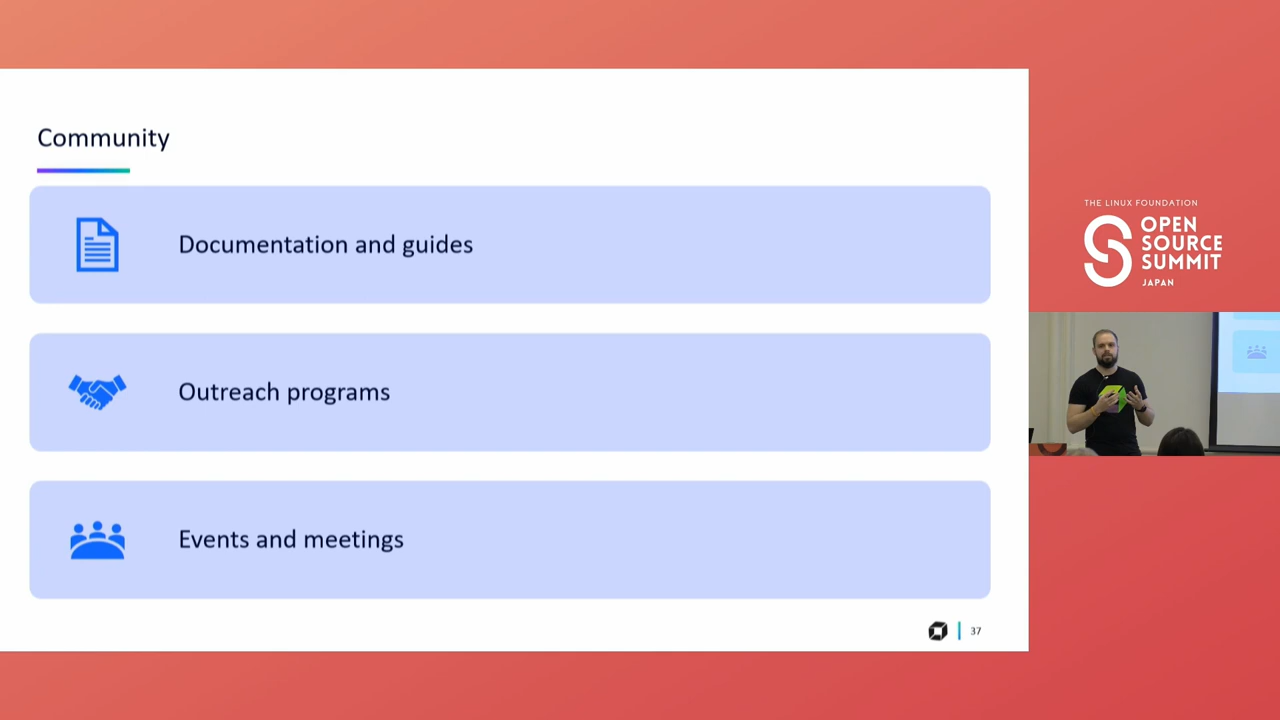 Community
Documentation and guides
Outreach programs
Events and meetings
37
THE LINUX FOUNDATION
OPEN
SOURCE
SUMMIT
JAPAN